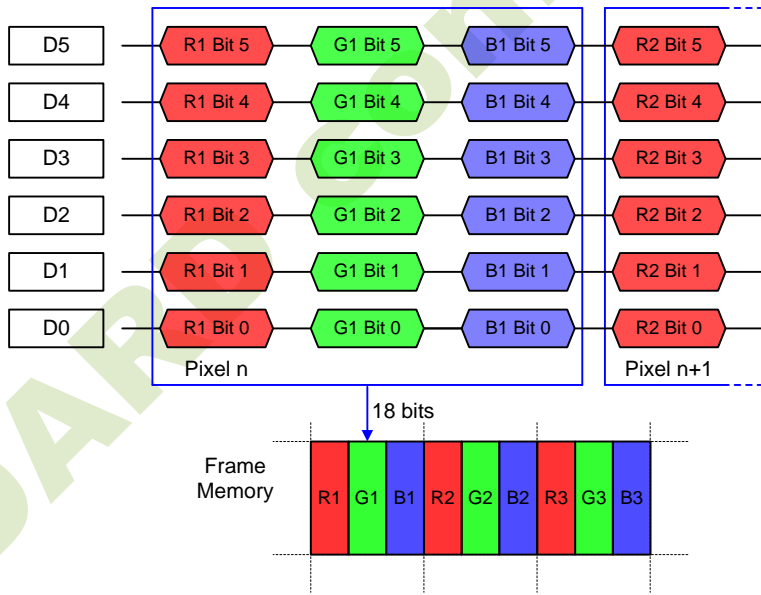 D5 R1 Bit 5 G1 Bit 5 B1 Bit 5 R2 Bit 5
D4 R1 Bit 4 G1 Bit 4 B1 Bit 4 R2 Bit 4
D3 R1 Bit 3 G1 Bit 3 B1 Bit 3 R2 Bit 3
D2 R1 Bit 2 G1 Bit 2 B1 Bit 2 R2 Bit 2
D1 R1 Bit 1 G1 Bit 1 B1 Bit 1 R2 Bit 1
D0 R1 Bit 0 G1 Bit 0 B1 Bit 0 R2 Bit 0
Pixel n Pixel n+1
18 bits
Frame
Memory
R1 G1 B1 R2 G2 B2 R3 G3 B3